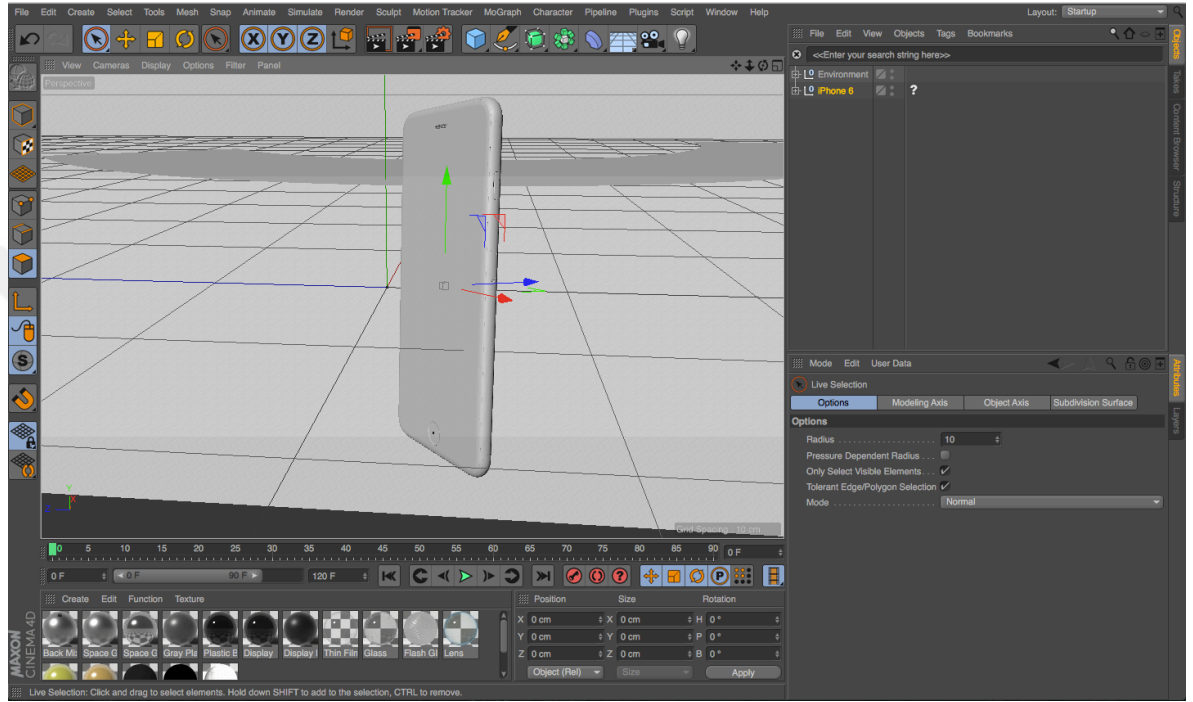 File Edit Create Select Tools Mesh Snap Animate Simulate Render Sculpt Motion Tracker MoGraph Character Pipeline Plugins Script Window Help Layout: Startup
X Y Z
View Cameras Display Options Filter Panel
Perspective
Grid Spacing : 10 cm
Y
X
S
File Edit View Objects Tags Bookmarks
<<Enter your search string here>>
Environment
iPhone 6 ?
Objects
Takes
Content Browser
Structure
Mode Edit User Data
Live Selection
Options Modeling Axis Object Axis Subdivision Surface
Options
Radius . . . . . . . . . . . . . . . . . . . . 10
Pressure Dependent Radius . . .
Only Select Visible Elements . . .
Tolerant Edge/Polygon Selection
Mode . . . . . . . . . . . . . . . . . . . . . Normal
Attributes
Layers
0 5 10 15 20 25 30 35 40 45 50 55 60 65 70 75 80 85 90 0 F
0 F 0 F 90 F 120 F ? P
Create Edit Function Texture
Back Mc Space G Space G Gray Pla Plastic B Display Display I Thin Film Glass Flash Gl Lens
MAXON
CINEMA 4D
Position Size Rotation
X 0 cm X 0 cm H 0 °
Y 0 cm Y 0 cm P 0 °
Z 0 cm Z 0 cm B 0 °
Object (Rel) Size Apply
Live Selection: Click and drag to select elements. Hold down SHIFT to add to the selection, CTRL to remove.